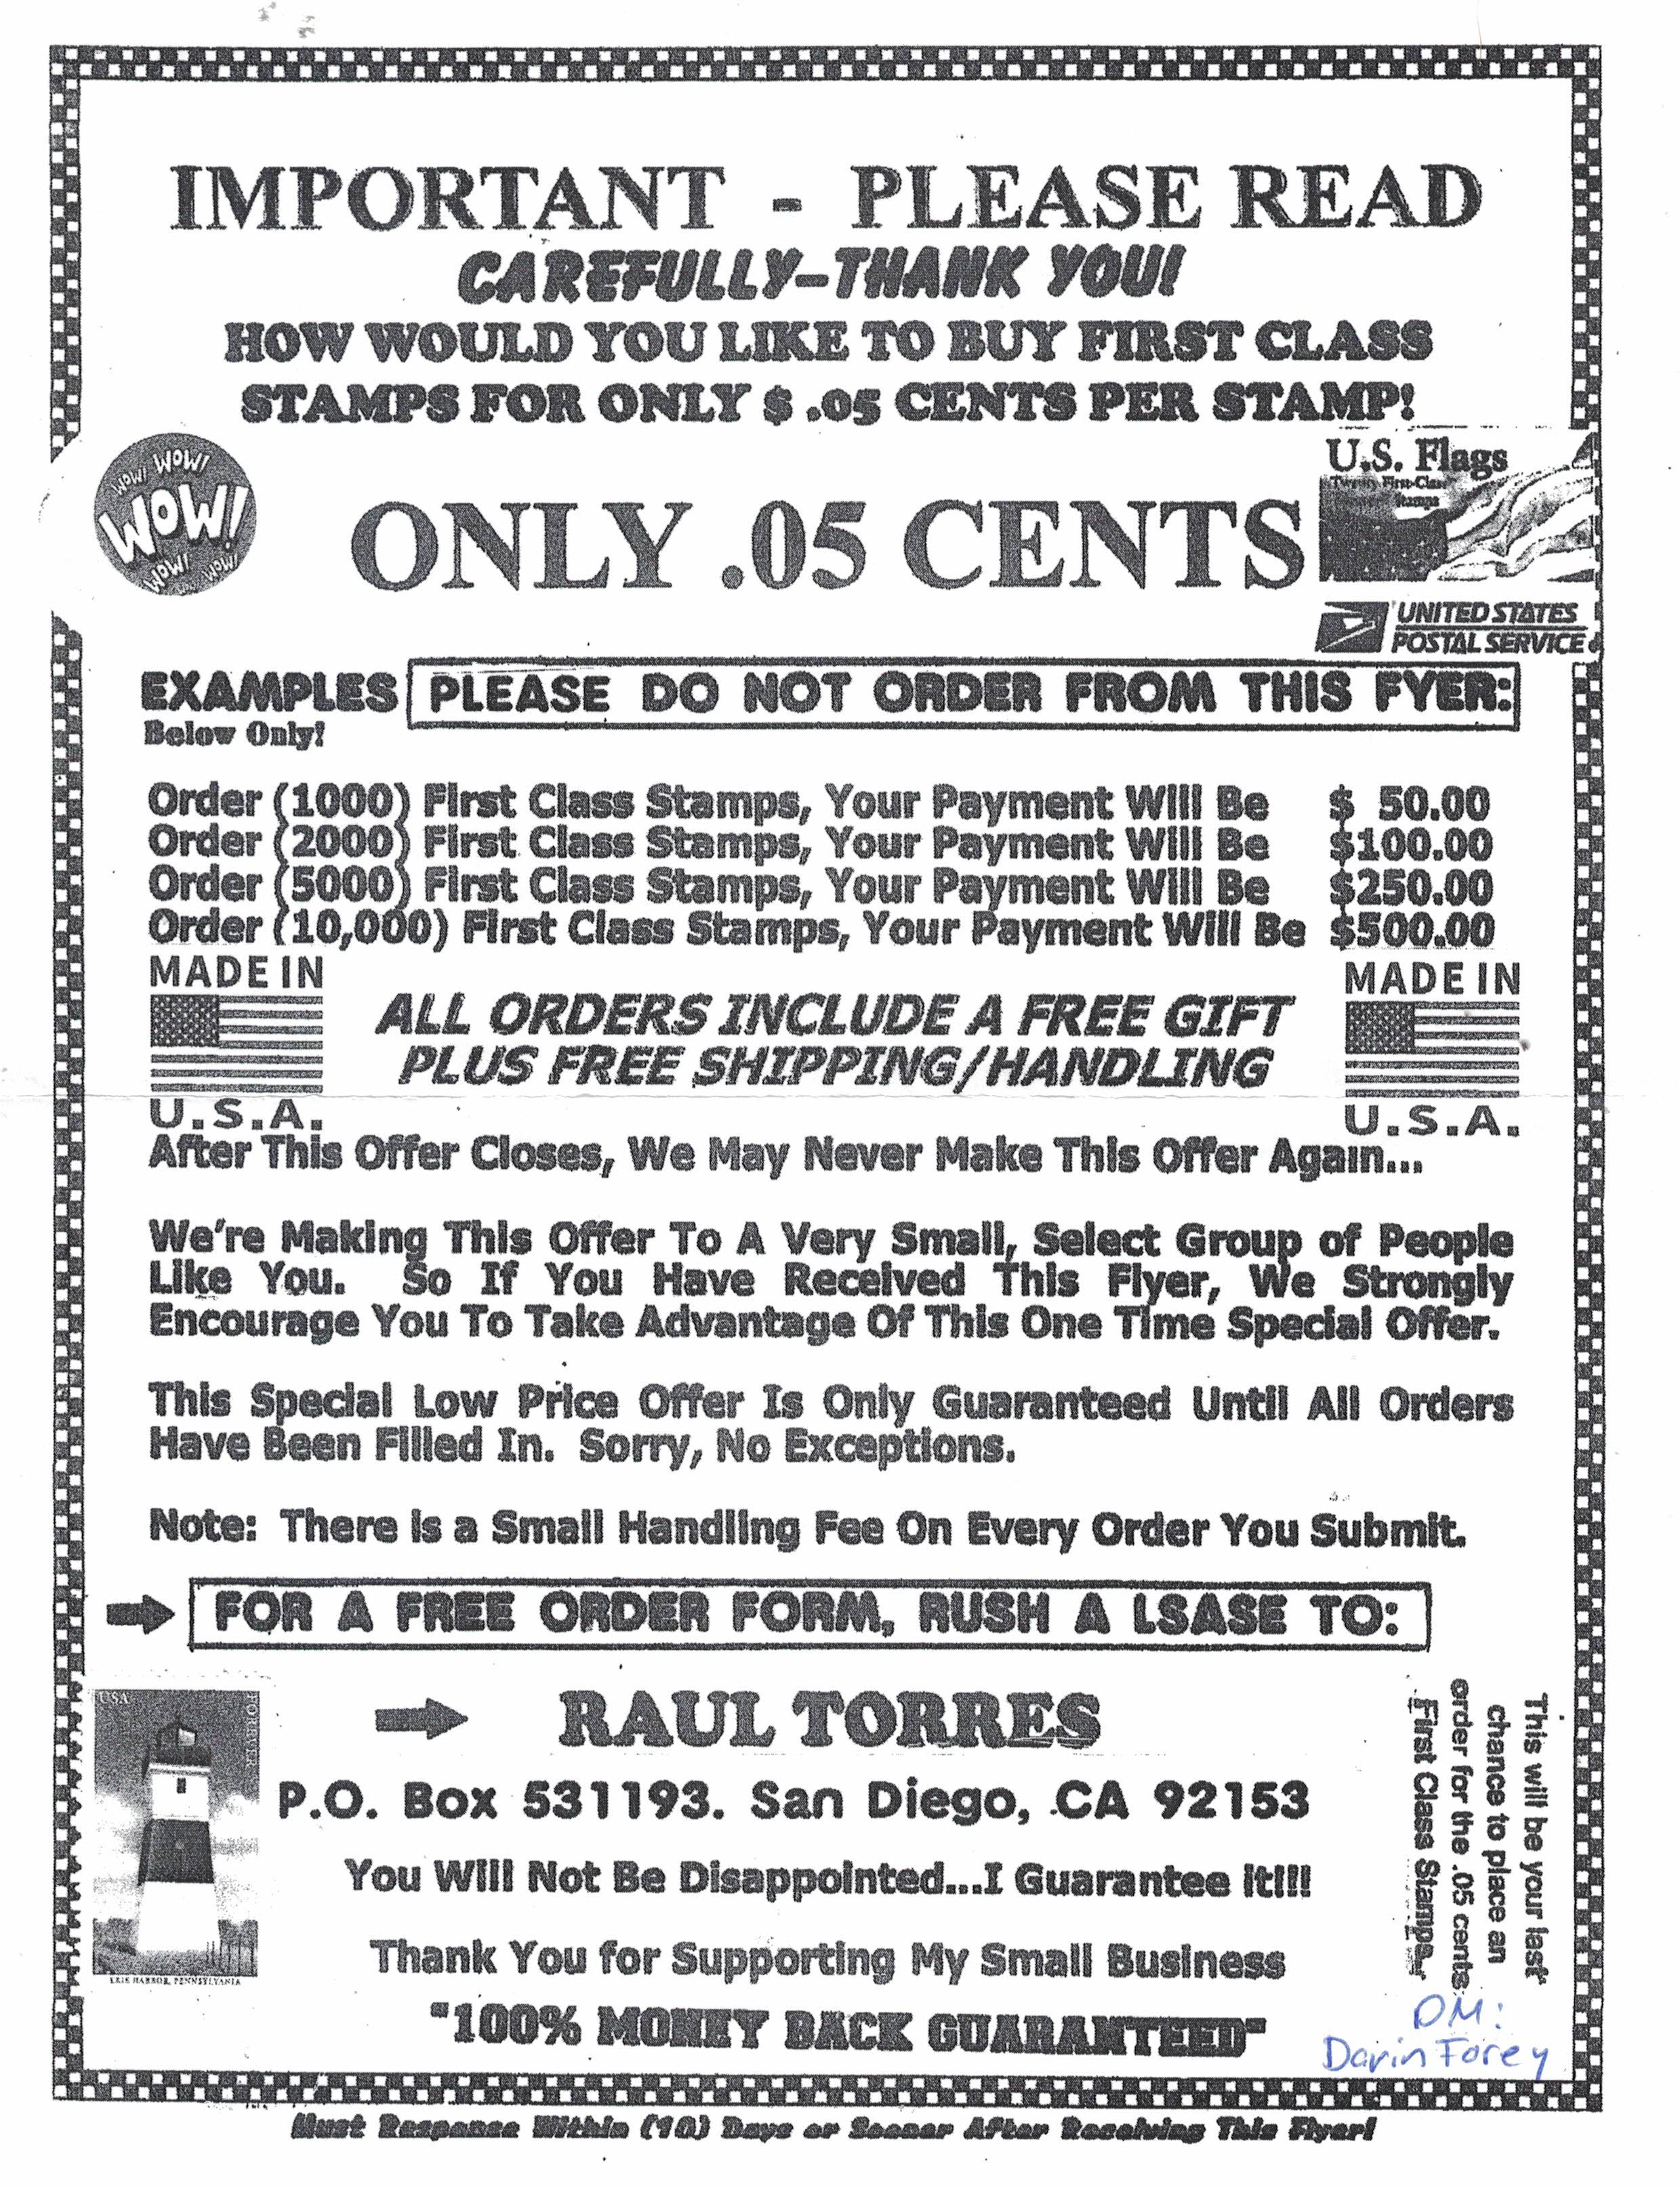 IMPORTANT - PLEASE READ
CAREFULLY-THANK YOU!
HOW WOULD YOU LIKE TO BUY FIRST CLASS
STAMPS FOR ONLY $ .05 CENTS PER STAMP!
WOW! WOW!
WOW!
WOW! WOW!
ONLY .05 CENTS
U.S. Flags
Twenty First-Class
Stamps
UNITED STATES
POSTAL SERVICE
EXAMPLES PLEASE DO NOT ORDER FROM THIS FYER:
Below Only!
Order (1000) First Class Stamps, Your Payment Will Be $ 50.00
Order (2000) First Class Stamps, Your Payment Will Be $100.00
Order (5000) First Class Stamps, Your Payment Will Be $250.00
Order (10,000) First Class Stamps, Your Payment Will Be $500.00
MADE IN
U.S.A.
ALL ORDERS INCLUDE A FREE GIFT
PLUS FREE SHIPPING/HANDLING
MADE IN
U.S.A.
After This Offer Closes, We May Never Make This Offer Again...
We're Making This Offer To A Very Small, Select Group of People
Like You. So If You Have Received This Flyer, We Strongly
Encourage You To Take Advantage Of This One Time Special Offer.
This Special Low Price Offer Is Only Guaranteed Until All Orders
Have Been Filled In. Sorry, No Exceptions.
Note: There is a Small Handling Fee On Every Order You Submit.
FOR A FREE ORDER FORM, RUSH A LSASE TO:
USA
FOREVER
ERIE HARBOR, PENNSYLVANIA
RAUL TORRES
P.O. Box 531193. San Diego, CA 92153
You Will Not Be Disappointed...I Guarantee it!!!
Thank You for Supporting My Small Business
"100% MONEY BACK GUARANTEED"
This will be your last
chance to place an
order for the .05 cents
First Class Stamps.
DM:
Darin Forey
Must Response Within (10) Days or Sooner After Receiving This Flyer!